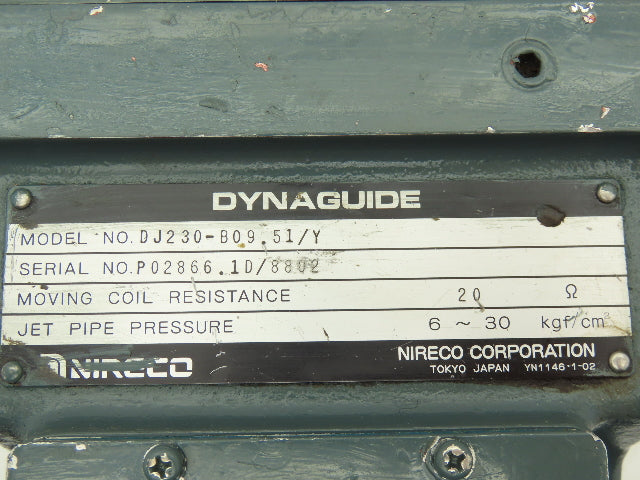 DYNAGUIDE
MODEL NO. DJ230-B09.51/Y
SERIAL NO. P02866.1D/8802
MOVING COIL RESISTANCE 20 Ω
JET PIPE PRESSURE 6 ~ 30 kgf/cm²
NIRECO NIRECO CORPORATION
TOKYO JAPAN YN1146-1-02